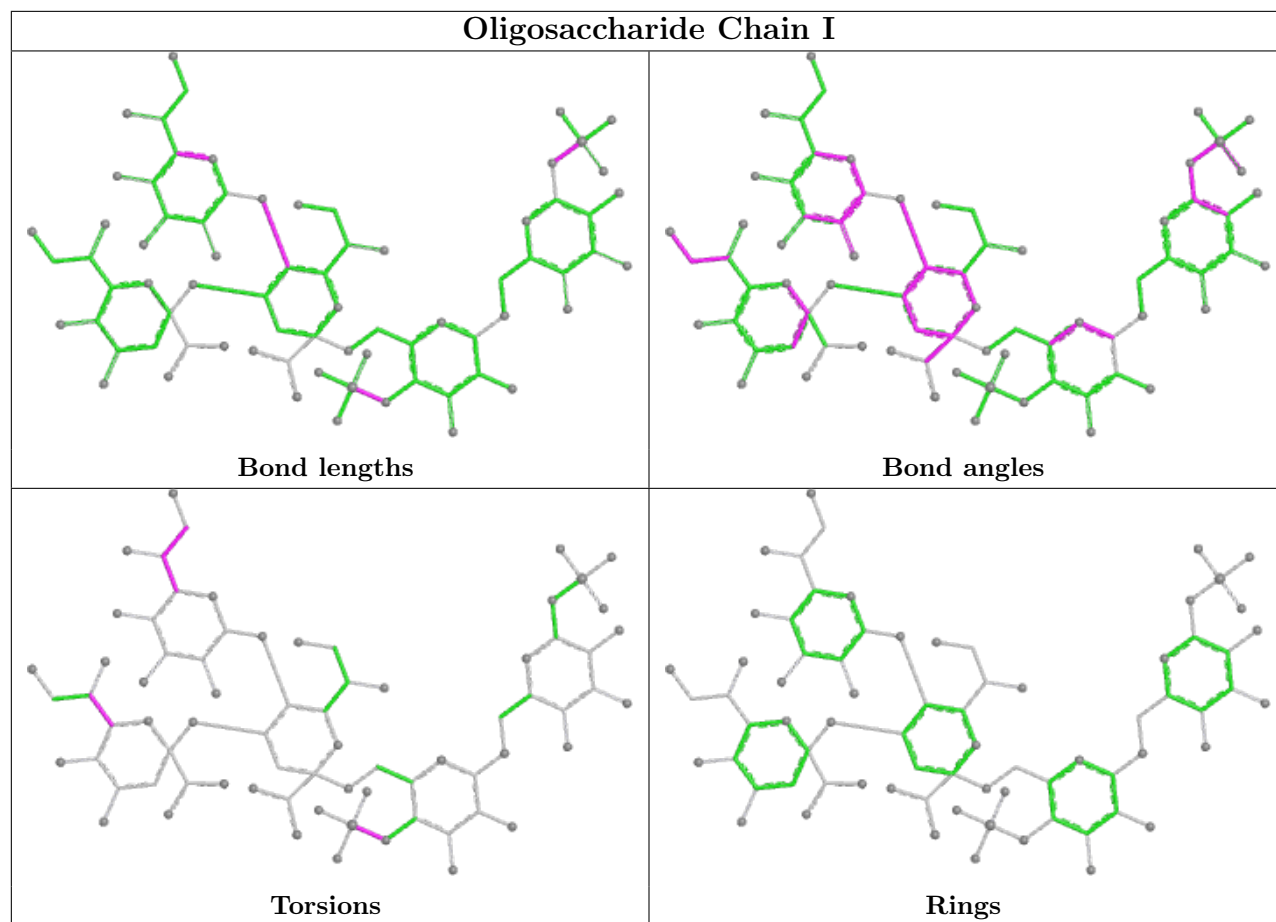 Oligosaccharide Chain I
Bond lengths
Bond angles
Torsions
Rings